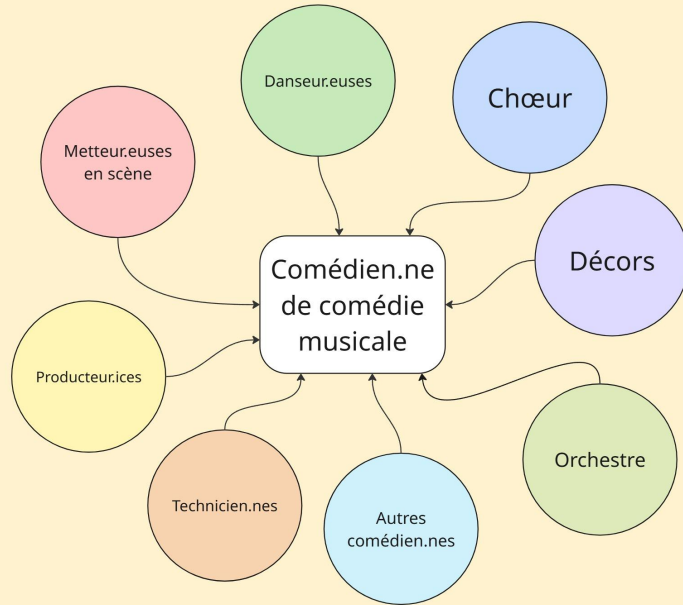 Danseur.euses
Chœur
Metteur.euses
en scène
Décors
Comédien.ne
de comédie
musicale
Producteur.ices
Orchestre
Technicien.nes
Autres
comédien.nes